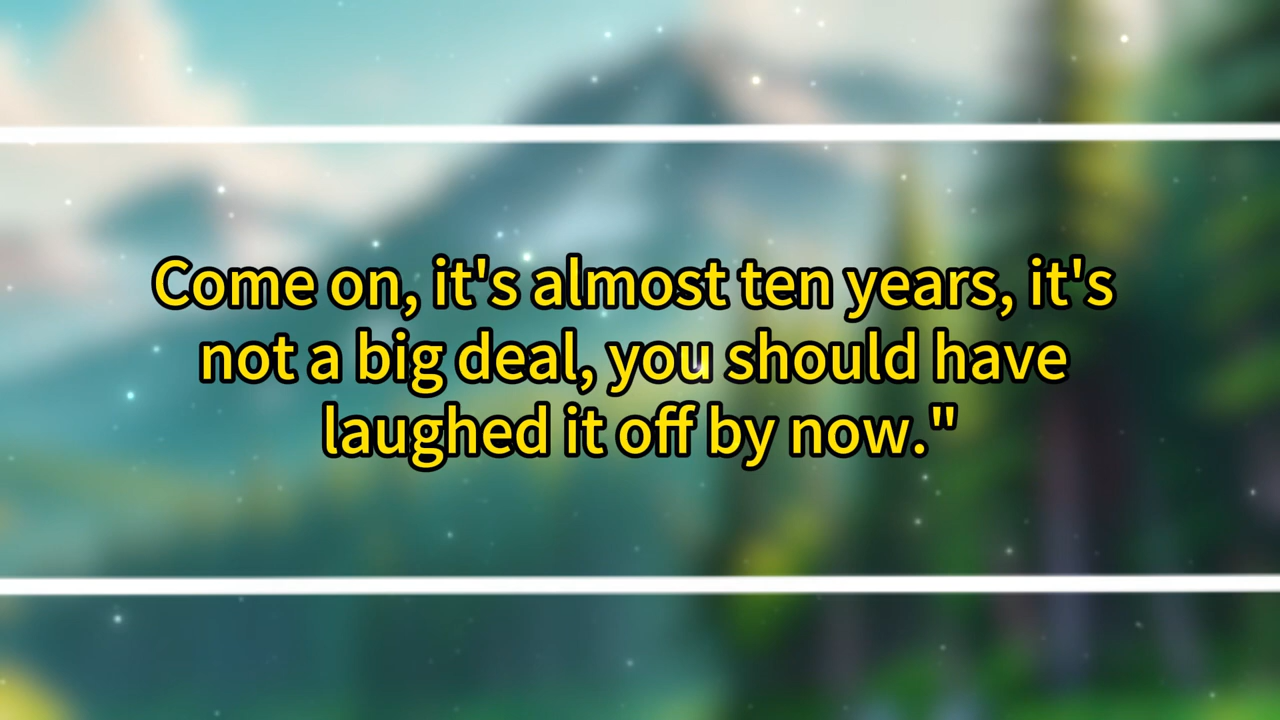 Come on, it's almost ten years, it's
not a big deal, you should have
laughed it off by now."